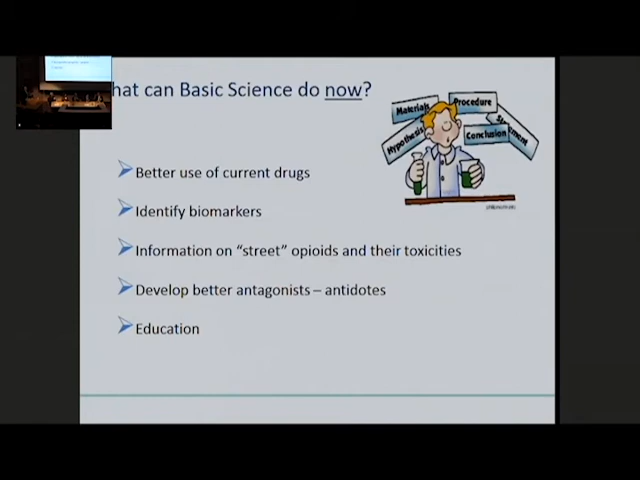 hat can Basic Science do now?
Materials
Procedure
Hypothesis
Conclusion
Better use of current drugs
Identify biomarkers
Information on “street” opioids and their toxicities
Develop better antagonists – antidotes
Education